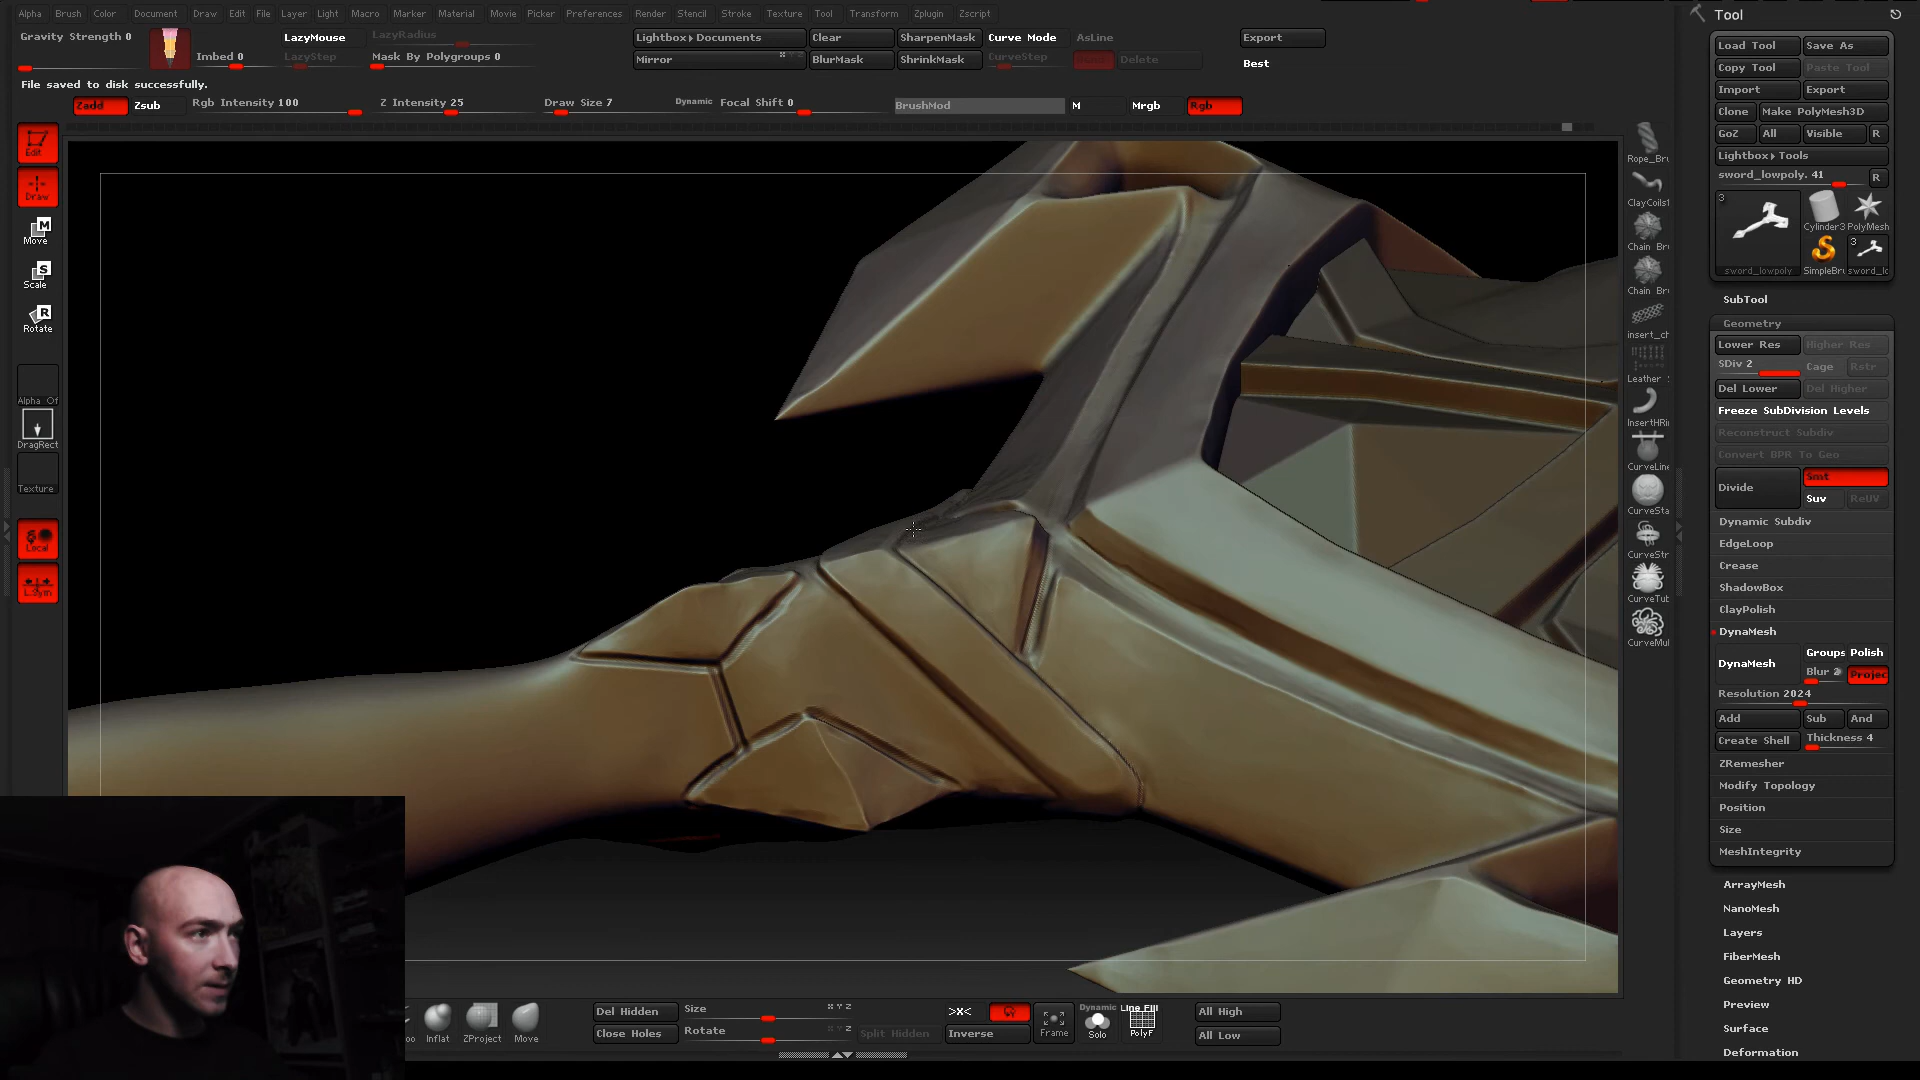 Alpha Brush Color Document Draw Edit File Layer Light Macro Marker Material Movie Picker Preferences Render Stencil Stroke Texture Tool Transform Zplugin Zscript
Gravity Strength 0
Imbed 0
LazyMouse
LazyRadius
LazyStep
Mask By Polygroups 0
Lightbox▸Documents
Clear
SharpenMask
Curve Mode
AsLine
Export
Mirror
BlurMask
ShrinkMask
CurveStep
Delete
Best
File saved to disk successfully.
Zadd
Zsub
Rgb Intensity 100
Z Intensity 25
Draw Size 7
Dynamic
Focal Shift 0
BrushMod
M
Mrgb
Rgb
Edit
Draw
Move
Scale
Rotate
Alpha Of
DragRect
Texture
Local
L.Sym
Rope_Bru
ClayCoils1
Chain Bru
Chain Bru
insert_ch
Leather S
InsertHRi
CurveLine
CurveSta
CurveStr
CurveTub
CurveMul
Tool
Load Tool
Save As
Copy Tool
Paste Tool
Import
Export
Clone
Make PolyMesh3D
GoZ
All
Visible
R
Lightbox▸Tools
sword_lowpoly. 41
R
3
Cylinder3
PolyMesh
sword_lowpoly
SimpleBru
3
sword_lo
SubTool
Geometry
Lower Res
Higher Res
SDiv 2
Cage
Rstr
Del Lower
Del Higher
Freeze SubDivision Levels
Reconstruct Subdiv
Convert BPR To Geo
Divide
Smt
Suv
ReUV
Dynamic Subdiv
EdgeLoop
Crease
ShadowBox
ClayPolish
DynaMesh
DynaMesh
Groups
Polish
Blur 2
Projec
Resolution 2024
Add
Sub
And
Create Shell
Thickness 4
ZRemesher
Modify Topology
Position
Size
MeshIntegrity
ArrayMesh
NanoMesh
Layers
FiberMesh
Geometry HD
Preview
Surface
Deformation
Inflat
ZProject
Move
Del Hidden
Close Holes
Size
X Y Z
Rotate
Z
Split Hidden
>X<
Inverse
Frame
Dynamic
Solo
Line Fill
PolyF
All High
All Low